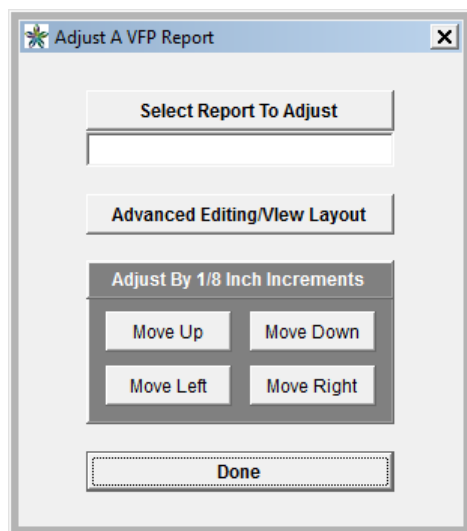 Adjust A VFP Report
Select Report To Adjust
Advanced Editing/VIew Layout
Adjust By 1/8 Inch Increments
Move Up Move Down
Move Left Move Right
Done